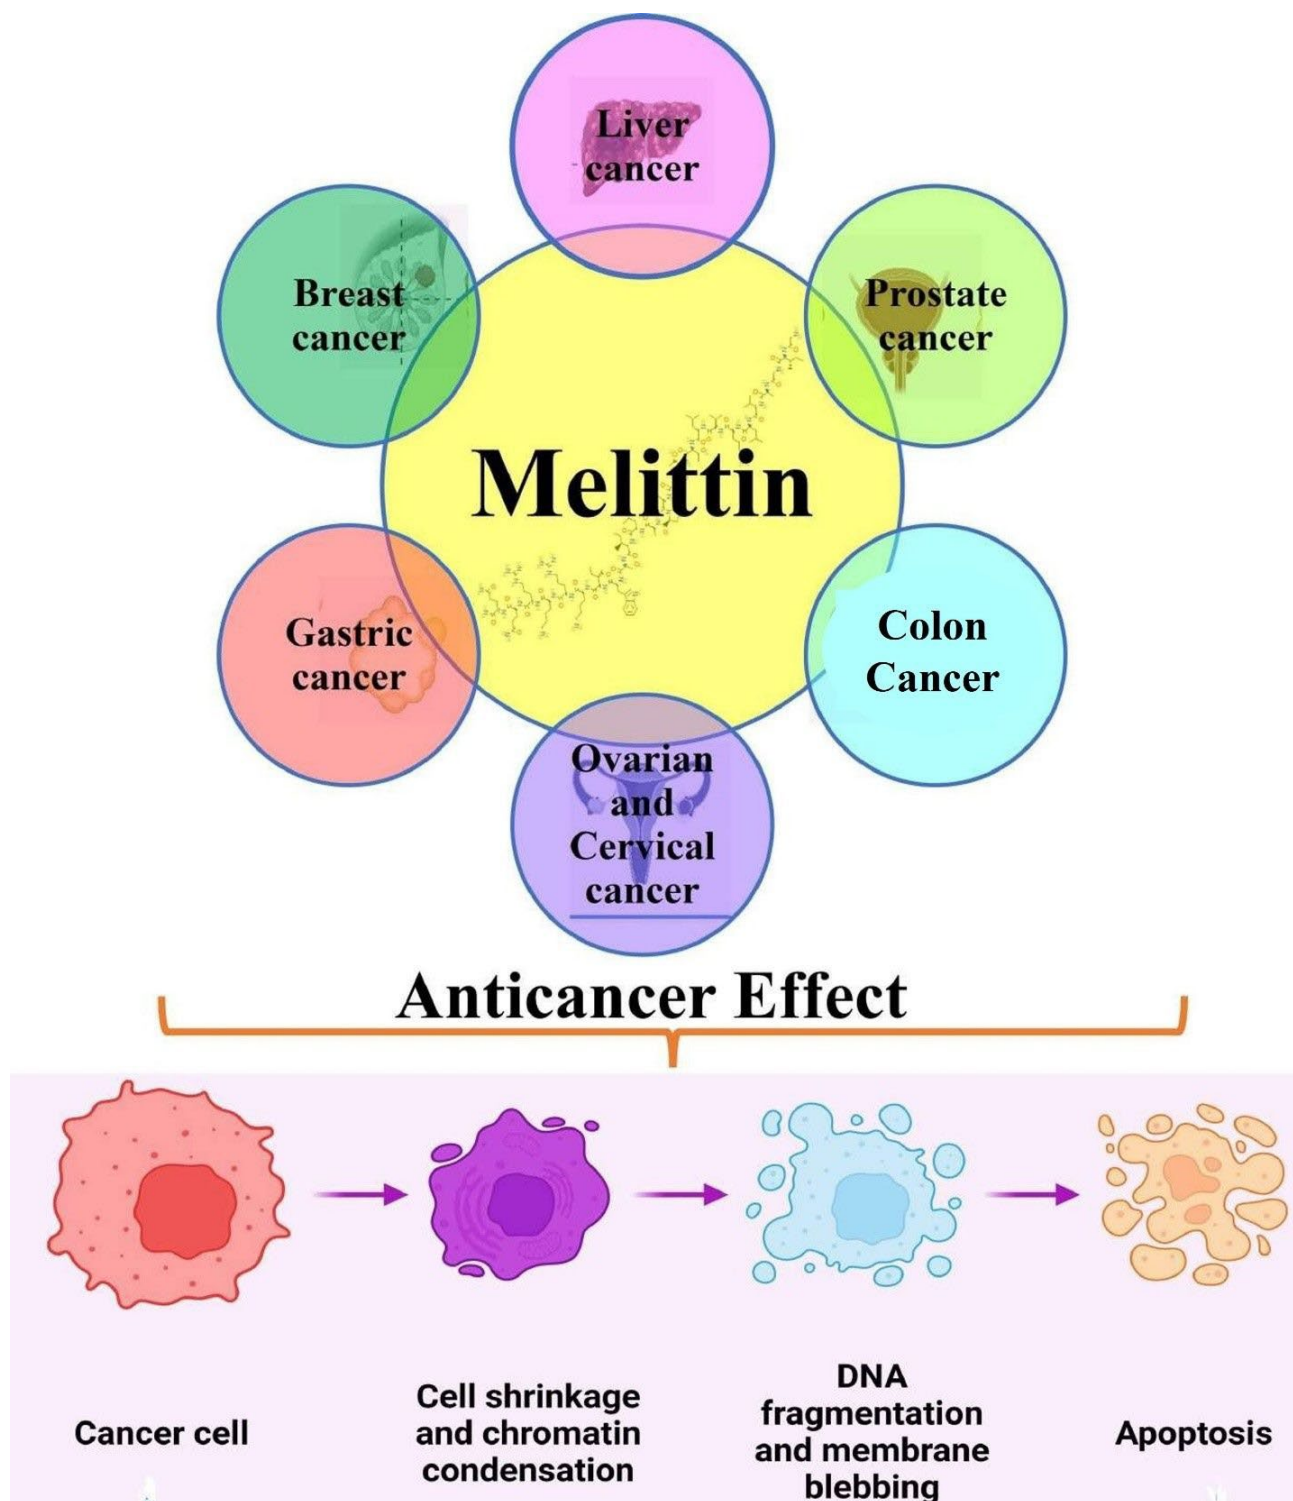 Liver
cancer
Breast
cancer
Prostate
cancer
Melittin
Gastric
cancer
Colon
Cancer
Ovarian
and
Cervical
cancer
Anticancer Effect
Cancer cell
Cell shrinkage
and chromatin
condensation
DNA
fragmentation
and membrane
blebbing
Apoptosis